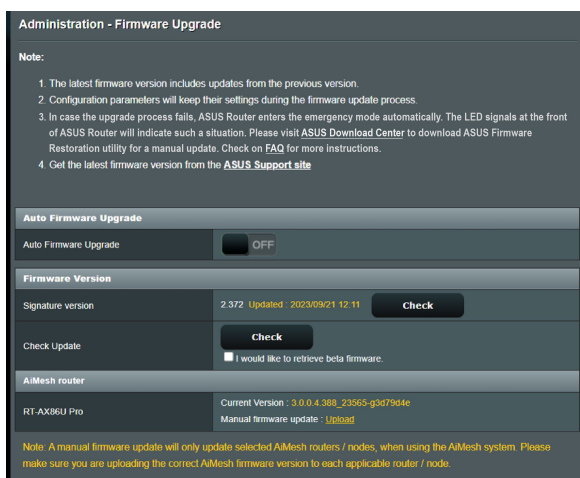 Administration - Firmware Upgrade
Note:
1. The latest firmware version includes updates from the previous version.
2. Configuration parameters will keep their settings during the firmware update process.
3. In case the upgrade process fails, ASUS Router enters the emergency mode automatically. The LED signals at the front
of ASUS Router will indicate such a situation. Please visit ASUS Download Center to download ASUS Firmware
Restoration utility for a manual update. Check on FAQ for more instructions.
4. Get the latest firmware version from the ASUS Support site
Auto Firmware Upgrade
Auto Firmware Upgrade OFF
Firmware Version
Signature version 2.372 Updated : 2023/09/21 12:11 Check
Check Update Check
I would like to retrieve beta firmware.
AiMesh router
RT-AX86U Pro Current Version : 3.0.0.4.388_23565-g3d79d4e
Manual firmware update : Upload
Note: A manual firmware update will only update selected AiMesh routers / nodes, when using the AiMesh system. Please
make sure you are uploading the correct AiMesh firmware version to each applicable router / node.